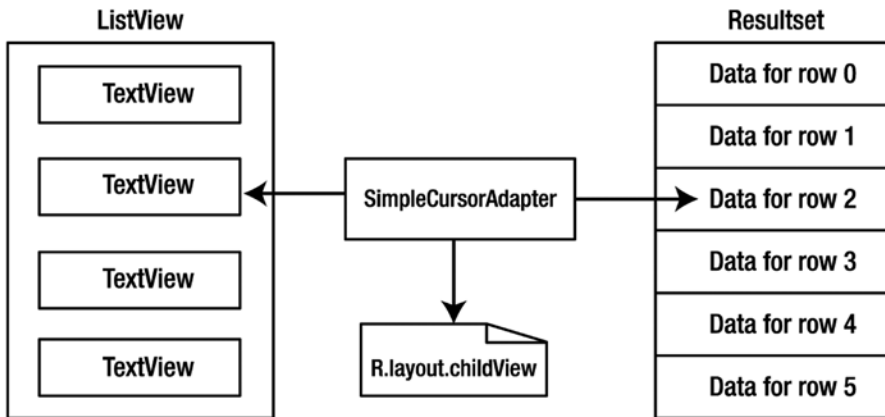 ListView
TextView
TextView
TextView
TextView
SimpleCursorAdapter
R.layout.childView
Resultset
Data for row 0
Data for row 1
Data for row 2
Data for row 3
Data for row 4
Data for row 5